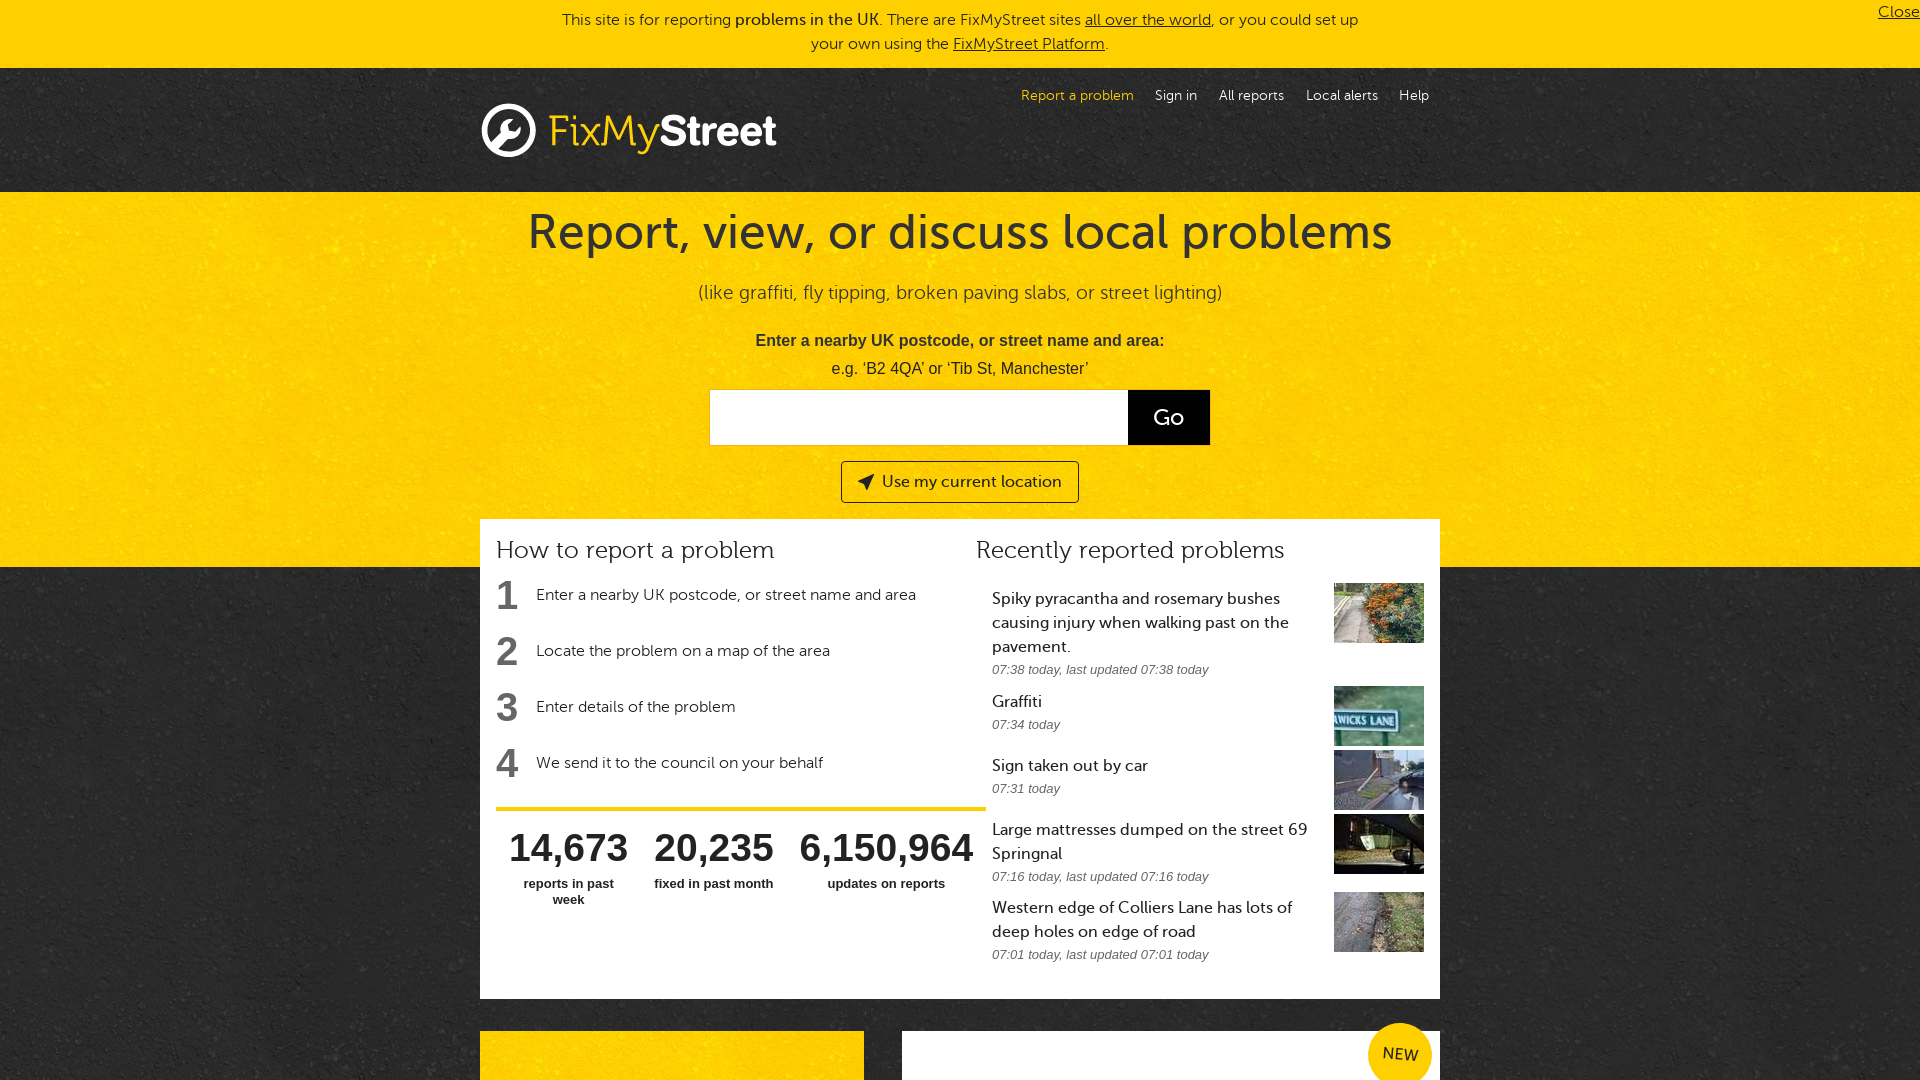 This site is for reporting problems in the UK. There are FixMyStreet sites all over the world, or you could set up
your own using the FixMyStreet Platform.
Close
Report a problem
Sign in
All reports
Local alerts
Help
FixMyStreet
Report, view, or discuss local problems
(like graffiti, fly tipping, broken paving slabs, or street lighting)
Enter a nearby UK postcode, or street name and area:
e.g. ‘B2 4QA’ or ‘Tib St, Manchester’
Go
Use my current location
How to report a problem
1 Enter a nearby UK postcode, or street name and area
2 Locate the problem on a map of the area
3 Enter details of the problem
4 We send it to the council on your behalf
14,673
reports in past
week
20,235
fixed in past month
6,150,964
updates on reports
Recently reported problems
Spiky pyracantha and rosemary bushes
causing injury when walking past on the
pavement.
07:38 today, last updated 07:38 today
Graffiti
07:34 today
AWICKS LANE
Sign taken out by car
07:31 today
Large mattresses dumped on the street 69
Springnal
07:16 today, last updated 07:16 today
Western edge of Colliers Lane has lots of
deep holes on edge of road
07:01 today, last updated 07:01 today
NEW